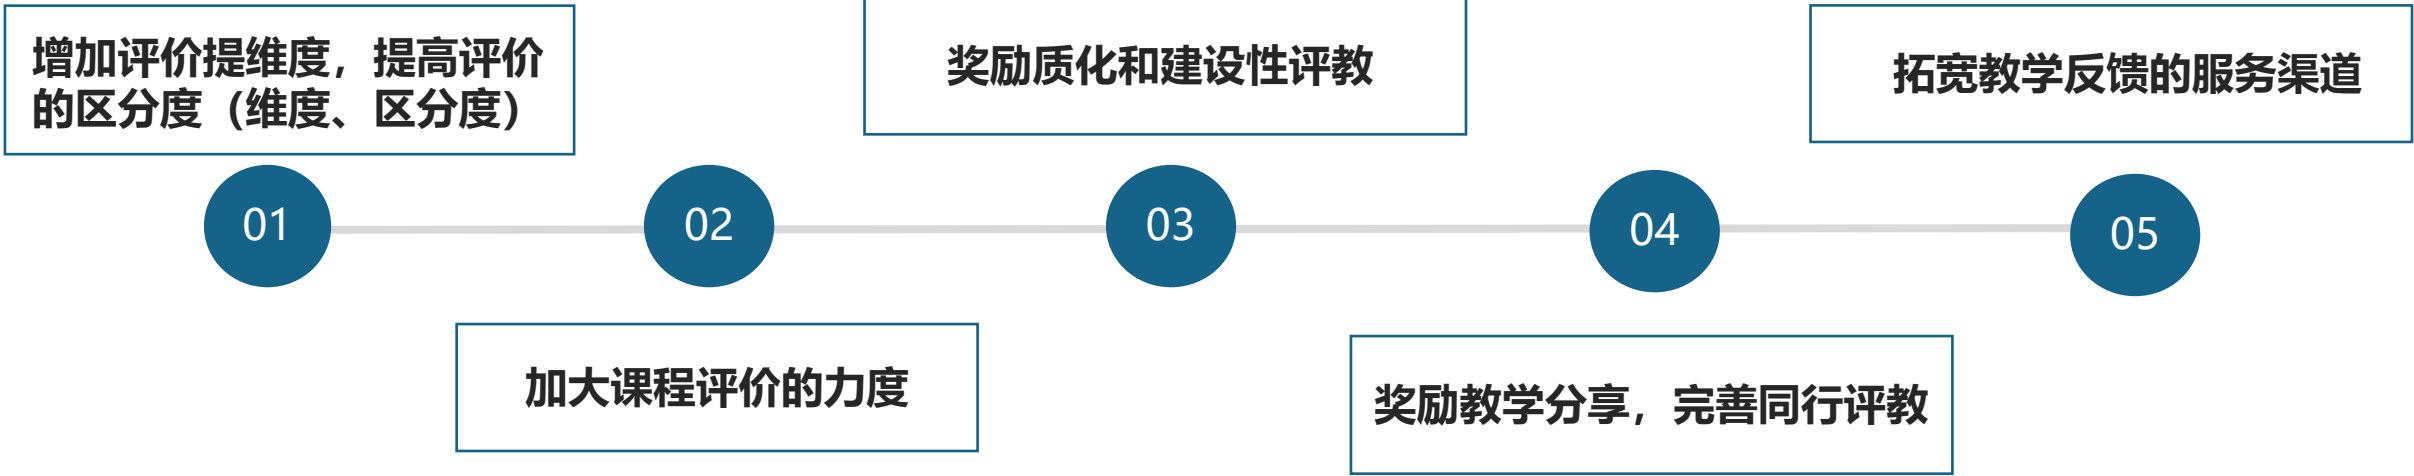 增加评价提维度，提高评价
的区分度（维度、区分度）
01
加大课程评价的力度
02
奖励质化和建设性评教
03
奖励教学分享，完善同行评教
04
拓宽教学反馈的服务渠道
05